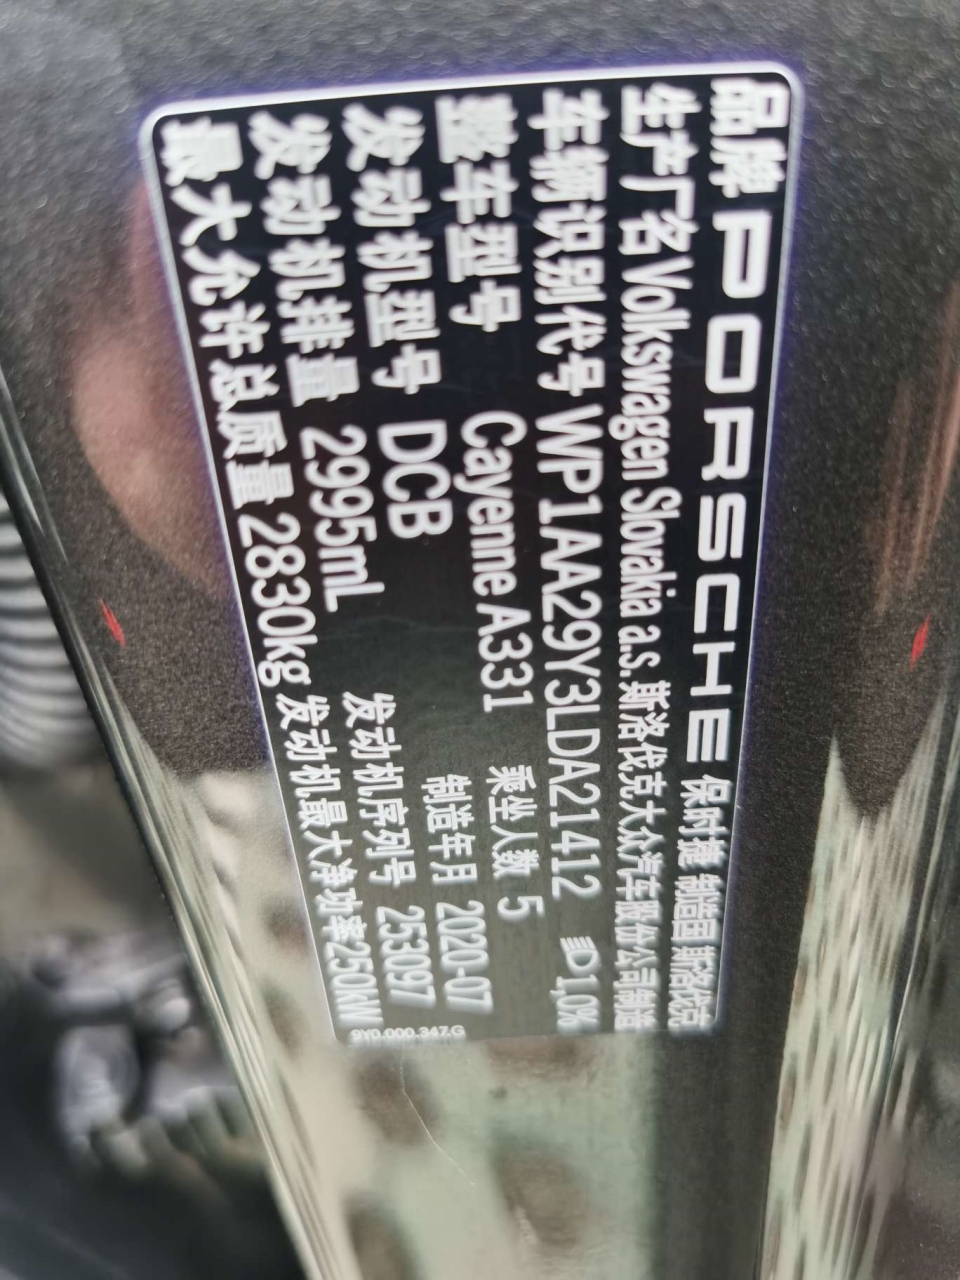 品牌 PORSCHE 保时捷 制造国 斯洛伐克
生产厂名 Volkswagen Slovakia a.s. 斯洛伐克大众汽车股份公司制造
车辆识别代号 WP1AA29Y3LDA21412 1,0%
整车型号 Cayenne A331 乘坐人数 5
发动机型号 DCB 制造年月 2020-07
发动机排量 2995mL 发动机序列号 253097
最大允许总质量 2830kg 发动机最大净功率250kW
9Y0.000.347.G